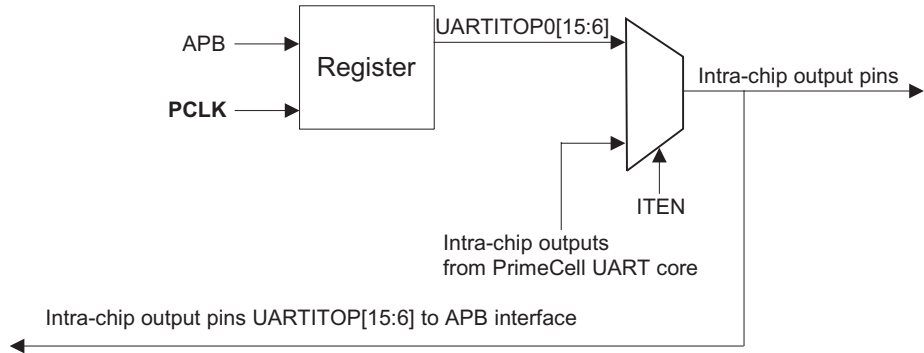 UARTITOP0[15:6]
APB
Register
PCLK
Intra-chip output pins
ITEN
Intra-chip outputs
from PrimeCell UART core
Intra-chip output pins UARTITOP[15:6] to APB interface